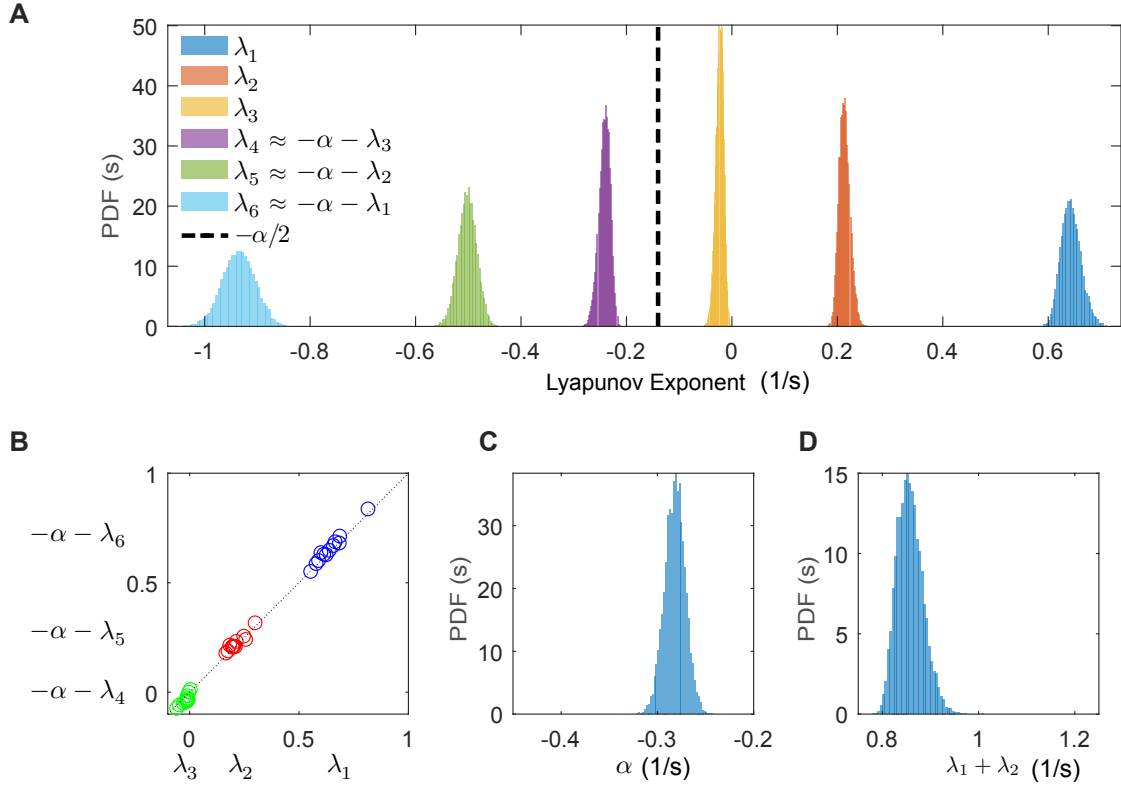 A
λ₁
λ₂
λ₃
λ₄ ≈ −α − λ₃
λ₅ ≈ −α − λ₂
λ₆ ≈ −α − λ₁
−α/2
PDF (s)
50
40
30
20
10
0
-1
-0.8
-0.6
-0.4
-0.2
0
0.2
0.4
0.6
Lyapunov Exponent (1/s)
B
−α − λ₆
−α − λ₅
−α − λ₄
1
0.5
0
0
0.5
1
λ₃
λ₂
λ₁
C
PDF (s)
30
20
10
0
-0.4
-0.3
-0.2
α (1/s)
D
PDF (s)
15
10
5
0
0.8
1
1.2
λ₁ + λ₂ (1/s)